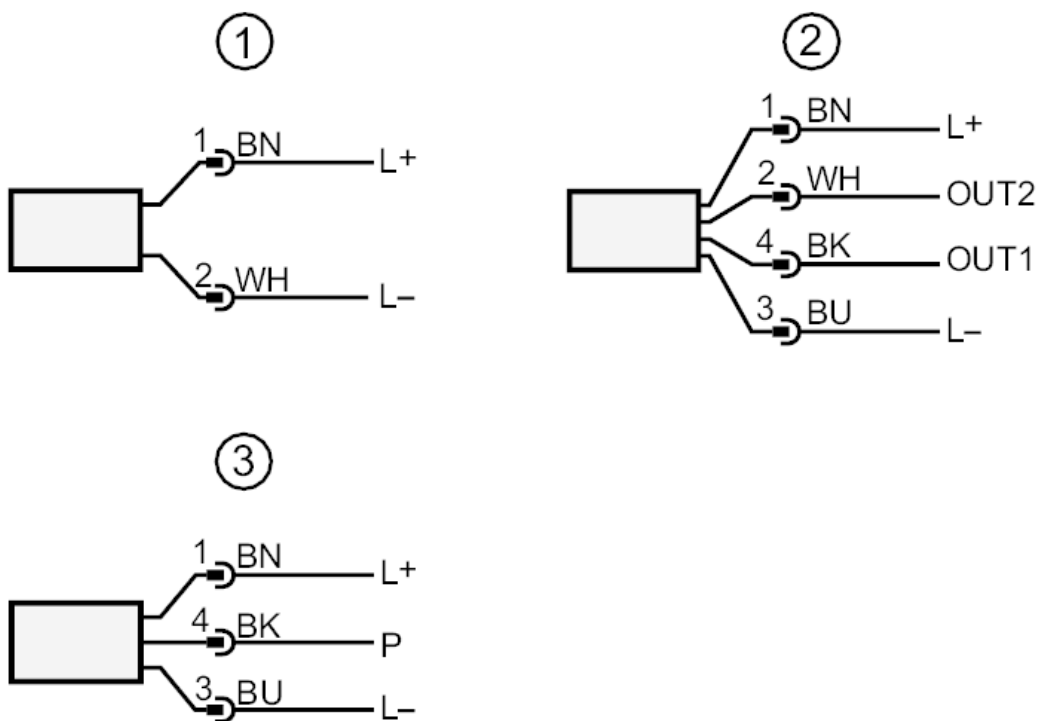 1
1 BN L+
2 WH L–
2
1 BN L+
2 WH OUT2
4 BK OUT1
3 BU L–
3
1 BN L+
4 BK P
3 BU L–